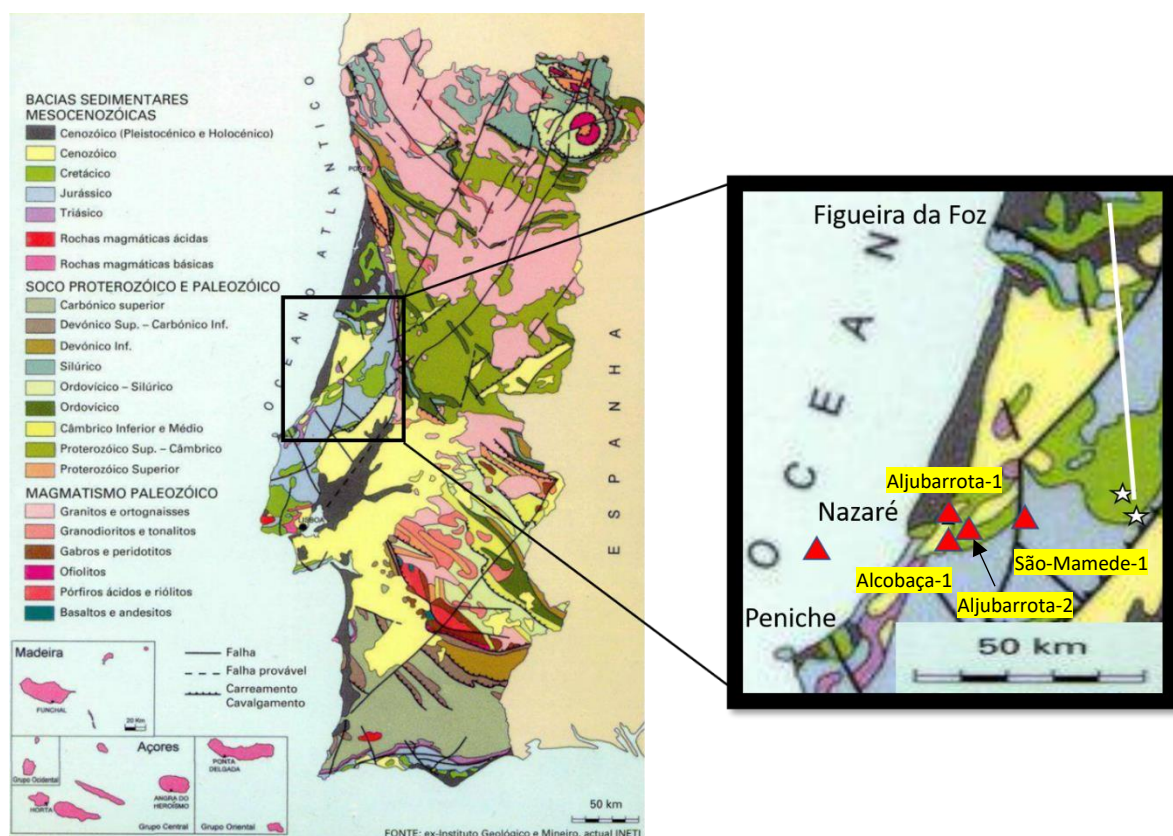 BACIAS SEDIMENTARES
MESOCENOZÓICAS
Cenozóico (Pleistocénico e Holocénico)
Cenozóico
Cretácico
Jurássico
Triásico
Rochas magmáticas ácidas
Rochas magmáticas básicas
SOCO PROTEROZÓICO E PALEOZÓICO
Carbónico superior
Devónico Sup. – Carbónico Inf.
Devónico Inf.
Silúrico
Ordovícico – Silúrico
Ordovícico
Câmbrico Inferior e Médio
Proterozóico Sup. – Câmbrico
Proterozóico Superior
MAGMATISMO PALEOZÓICO
Granitos e ortognaisses
Granodioritos e tonalitos
Gabros e peridotitos
Ofiolitos
Pórfiros ácidos e riólitos
Basaltos e andesitos
OCEANO ATLÂNTICO
PORTO
LISBOA
ESPANHA
Madeira
FUNCHAL
20 Km
Falha
Falha provável
Carreamento
Cavalgamento
Açores
Grupo Ocidental
HORTA
ANGRA DO
HEROÍSMO
Grupo Central
PONTA
DELGADA
Grupo Oriental
50 km
FONTE: ex-Instituto Geológico e Mineiro, actual INETI
Figueira da Foz
OCEAN
Aljubarrota-1
Nazaré
São-Mamede-1
Alcobaça-1
Aljubarrota-2
Peniche
50 km